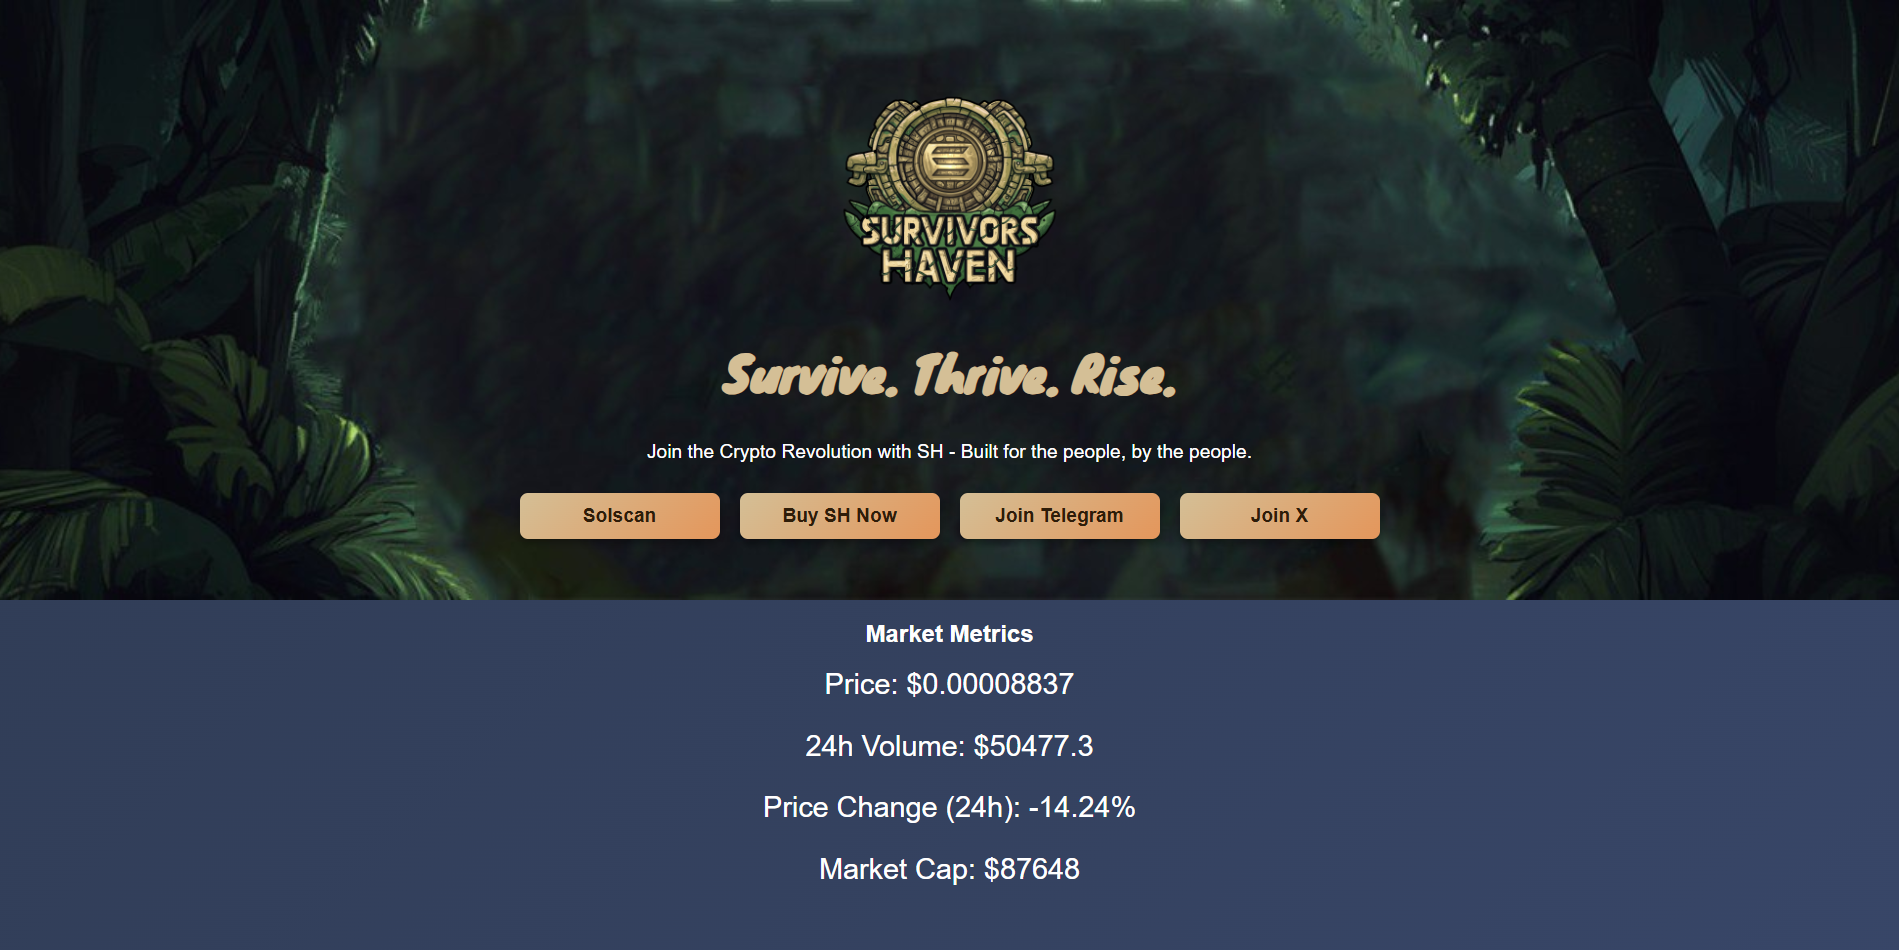 SURVIVORS
HAVEN
Survive. Thrive. Rise.
Join the Crypto Revolution with SH - Built for the people, by the people.
Solscan
Buy SH Now
Join Telegram
Join X
Market Metrics
Price: $0.00008837
24h Volume: $50477.3
Price Change (24h): -14.24%
Market Cap: $87648